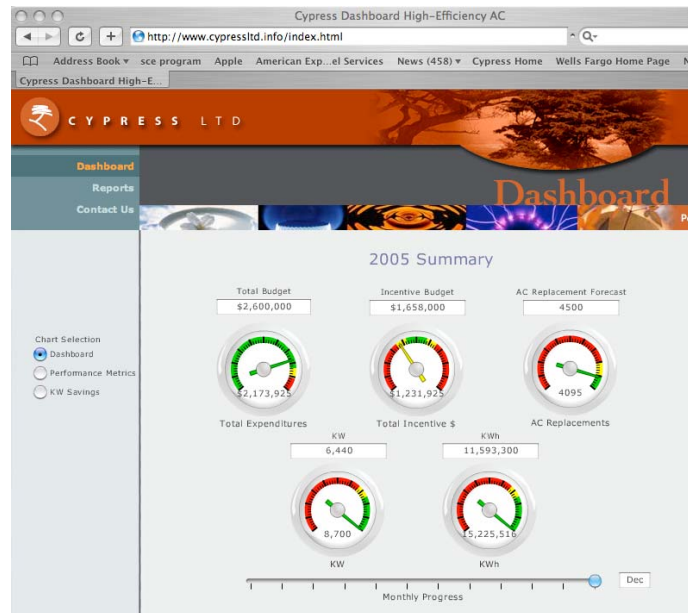 Cypress Dashboard High-Efficiency AC
http://www.cypressltd.info/index.html
Address Book sce program Apple American Exp...el Services News (458) Cypress Home Wells Fargo Home Page
Cypress Dashboard High-E...
CYPRESS LTD
Dashboard
Reports
Contact Us
Dashboard
2005 Summary
Total Budget Incentive Budget AC Replacement Forecast
$2,600,000 $1,658,000 4500
Chart Selection
Dashboard
Performance Metrics
KW Savings
$2,173,925 $1,231,925 4095
Total Expenditures Total Incentive $ AC Replacements
KW KWh
6,440 11,593,300
8,700 15,225,516
KW KWh
Dec
Monthly Progress